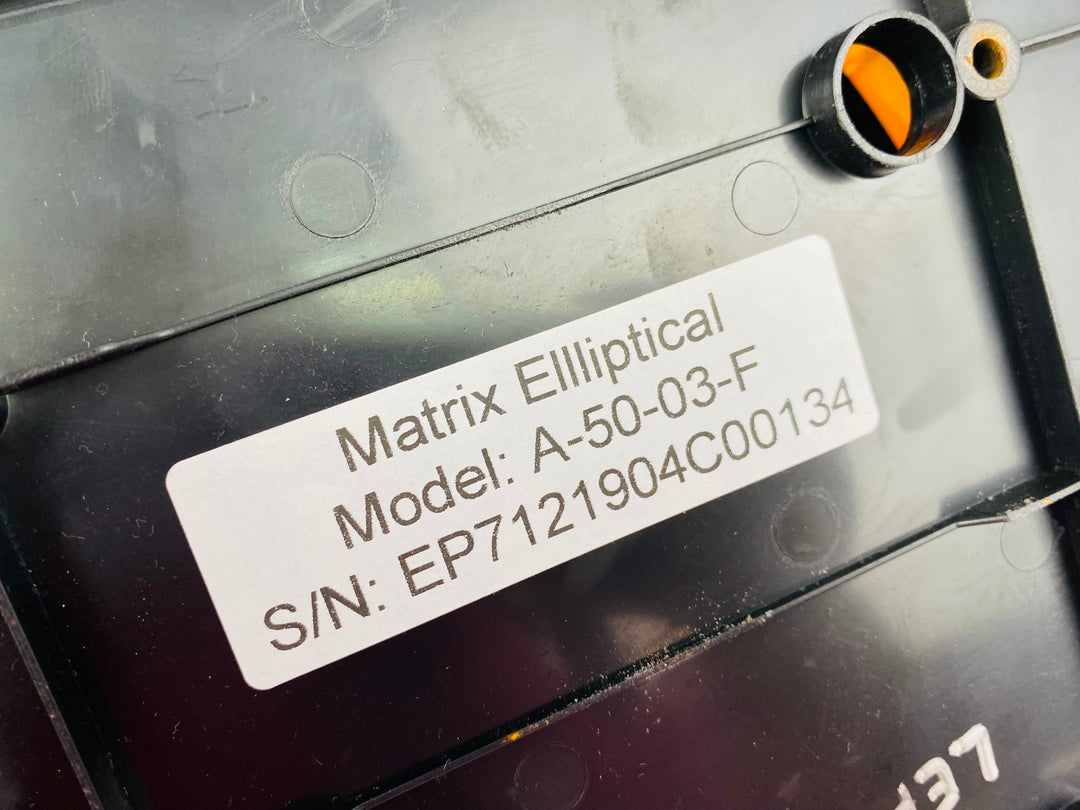 Matrix Ellliptical
Model: A-50-03-F
S/N: EP7121904C00134